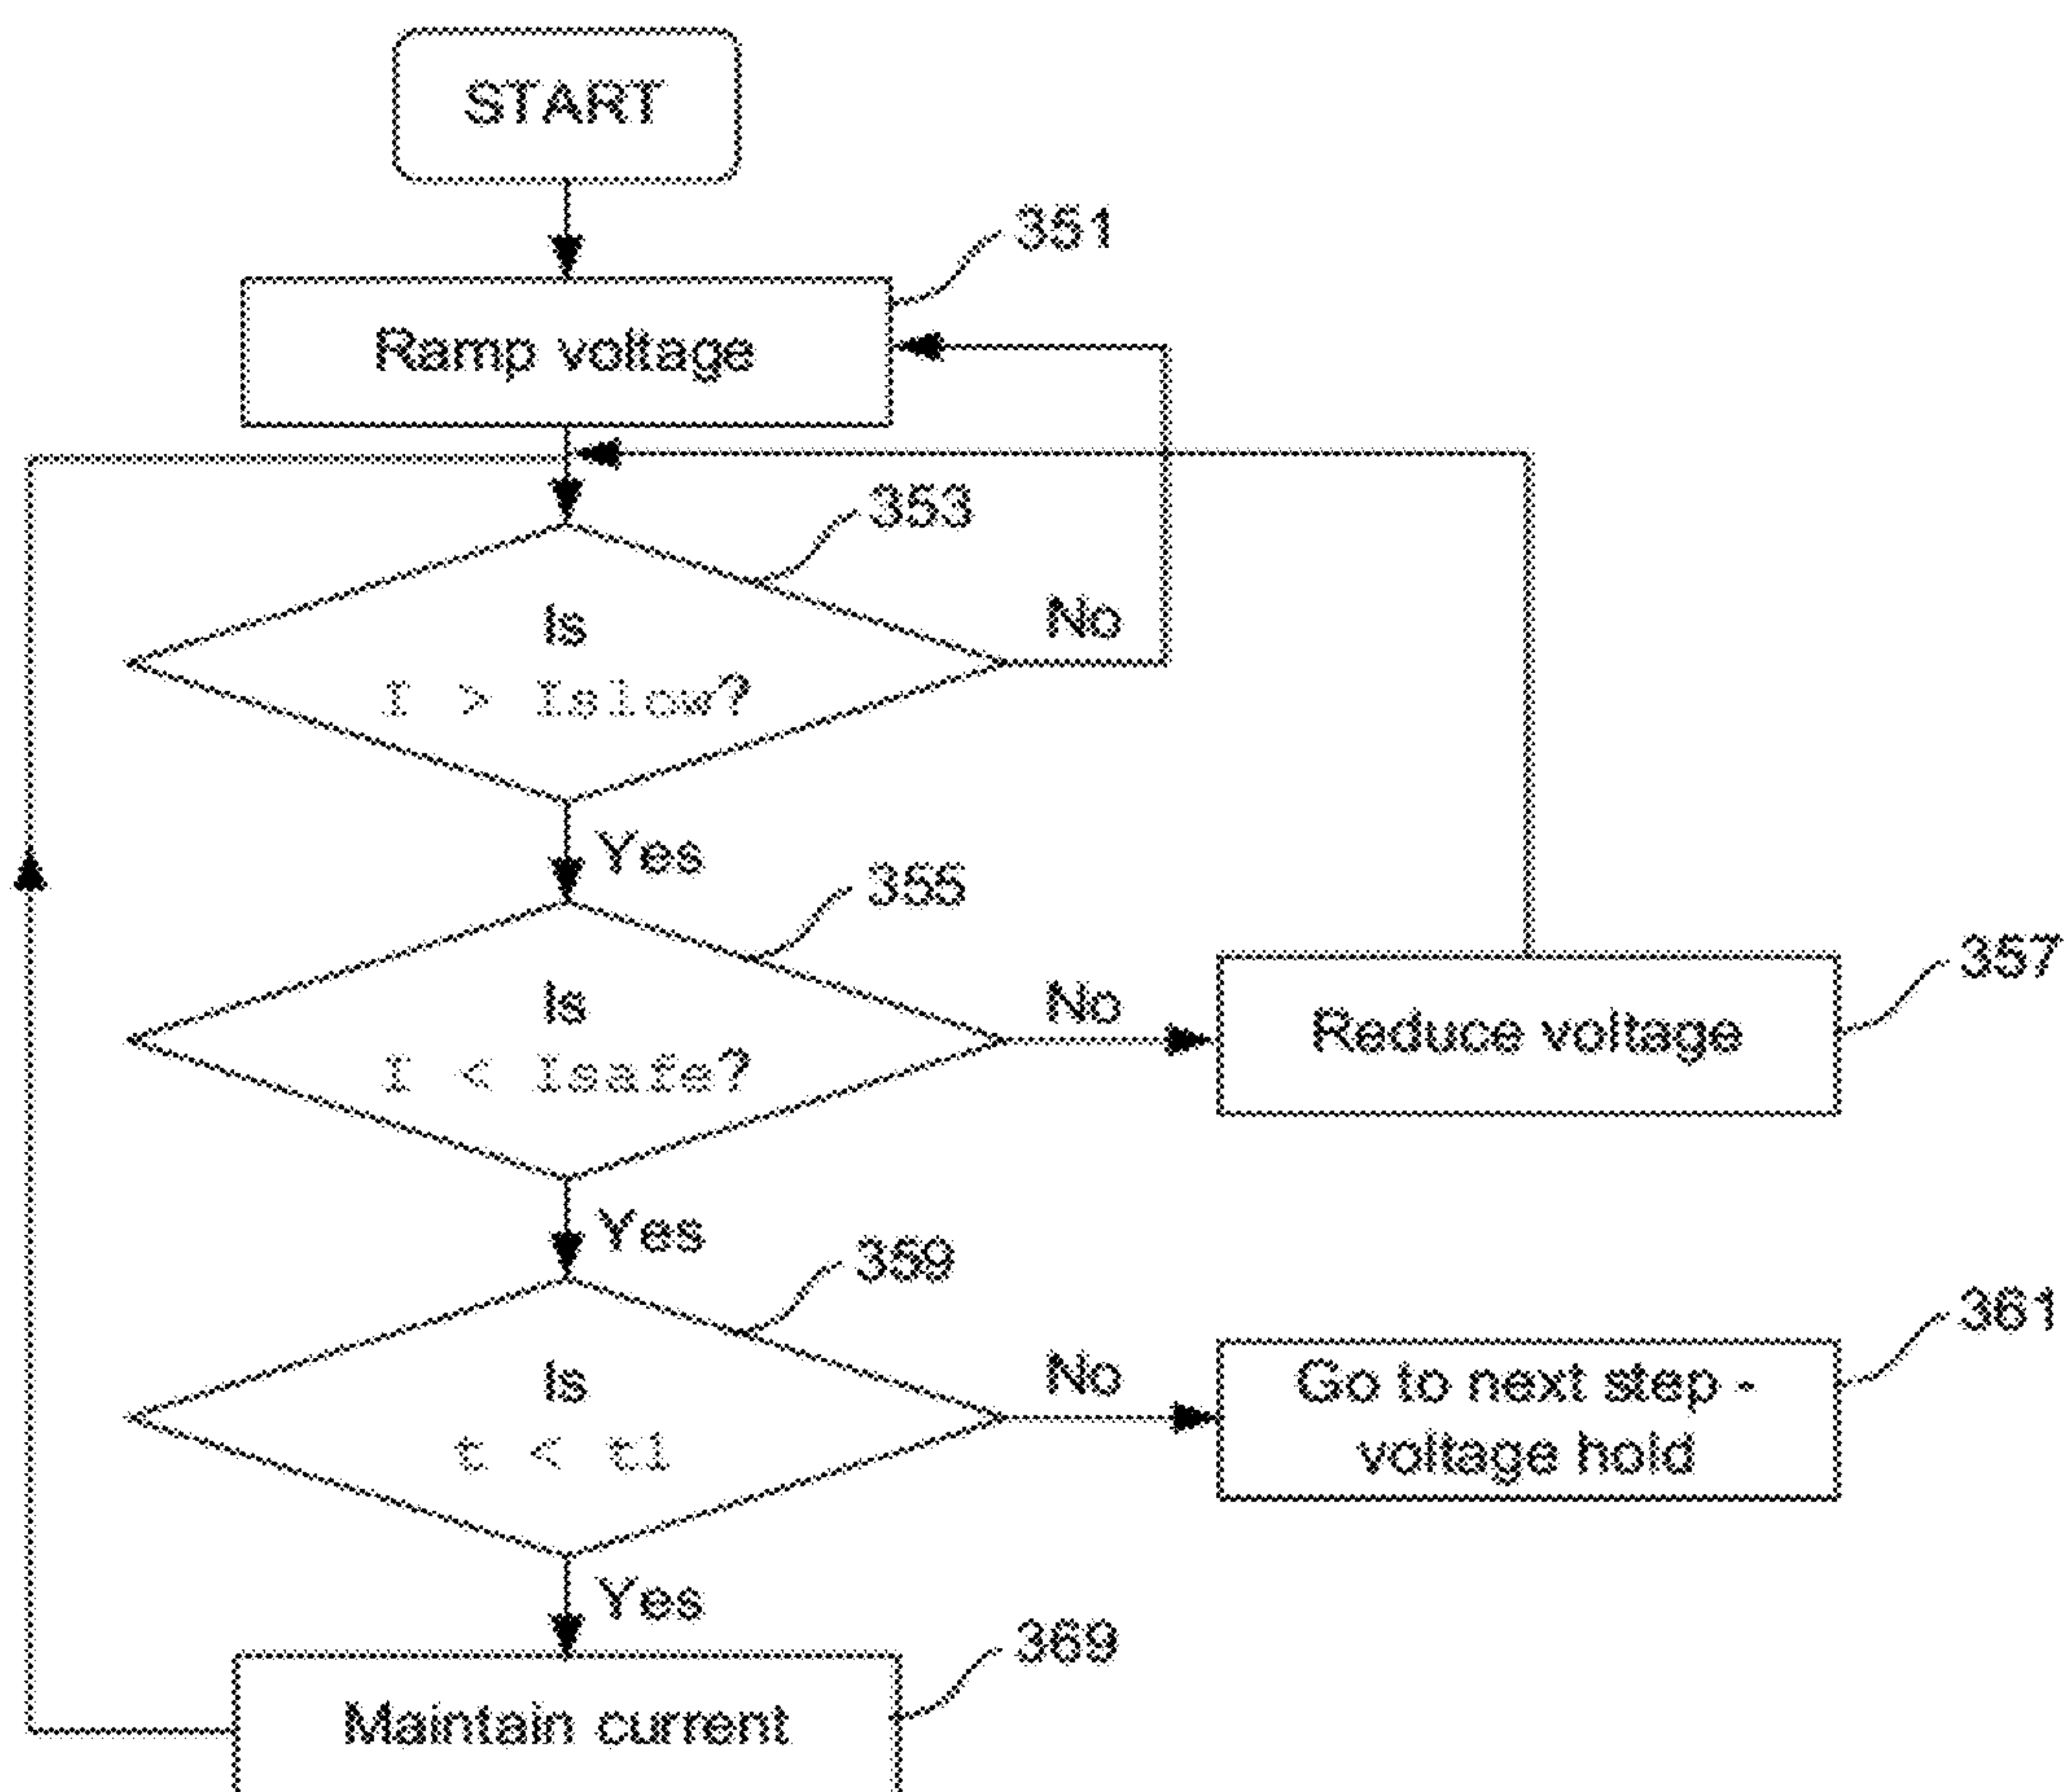 START
351
Ramp voltage
353
Is
I > Islow?
No
Yes
355
Is
I < Isafe?
No
357
Reduce voltage
Yes
359
Is
t < t1
No
361
Go to next step -
voltage hold
Yes
369
Maintain current